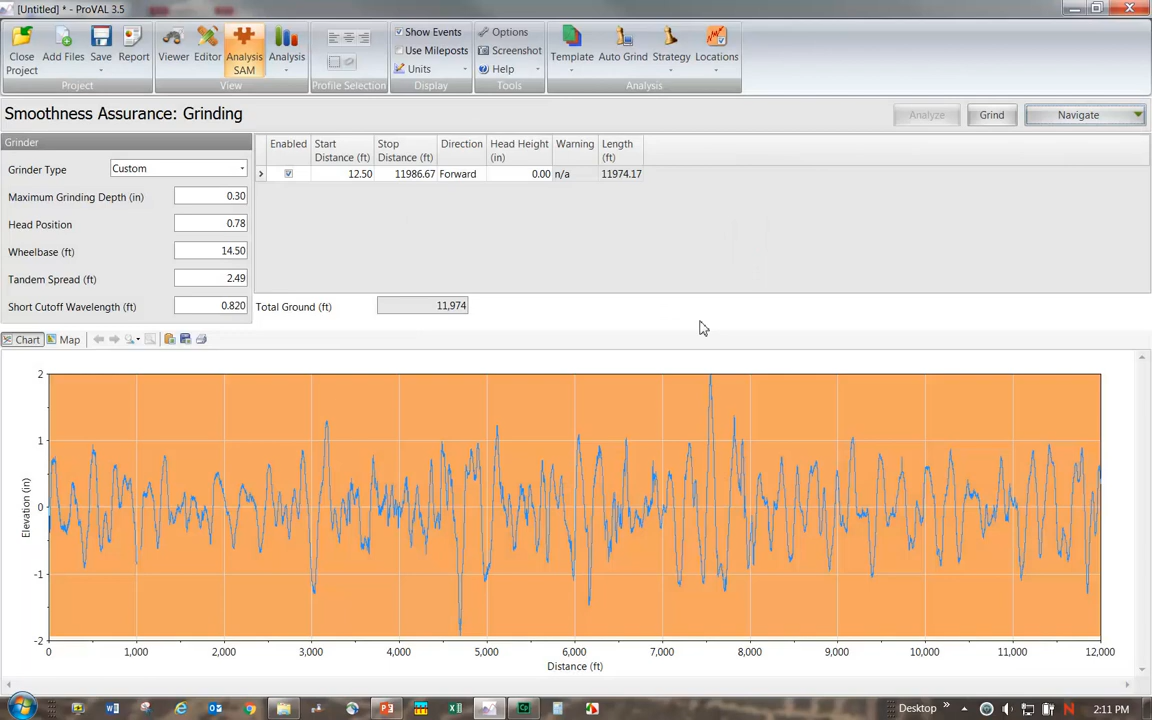 [Untitled] * - ProVAL 3.5
Close Project
Add Files
Save
Report
Project
Viewer
Editor
Analysis SAM
Analysis
View
Profile Selection
Show Events
Use Mileposts
Units
Display
Options
Screenshot
Help
Tools
Template
Auto Grind
Strategy
Locations
Analysis
Smoothness Assurance: Grinding
Analyze
Grind
Navigate
Grinder
Grinder Type Custom
Maximum Grinding Depth (in) 0.30
Head Position 0.78
Wheelbase (ft) 14.50
Tandem Spread (ft) 2.49
Short Cutoff Wavelength (ft) 0.820
Enabled Start Distance (ft) Stop Distance (ft) Direction Head Height (in) Warning Length (ft)
12.50 11986.67 Forward 0.00 n/a 11974.17
Total Ground (ft) 11,974
Chart Map
2
1
0
-1
-2
Elevation (in)
0 1,000 2,000 3,000 4,000 5,000 6,000 7,000 8,000 9,000 10,000 11,000 12,000
Distance (ft)
Desktop » 2:11 PM